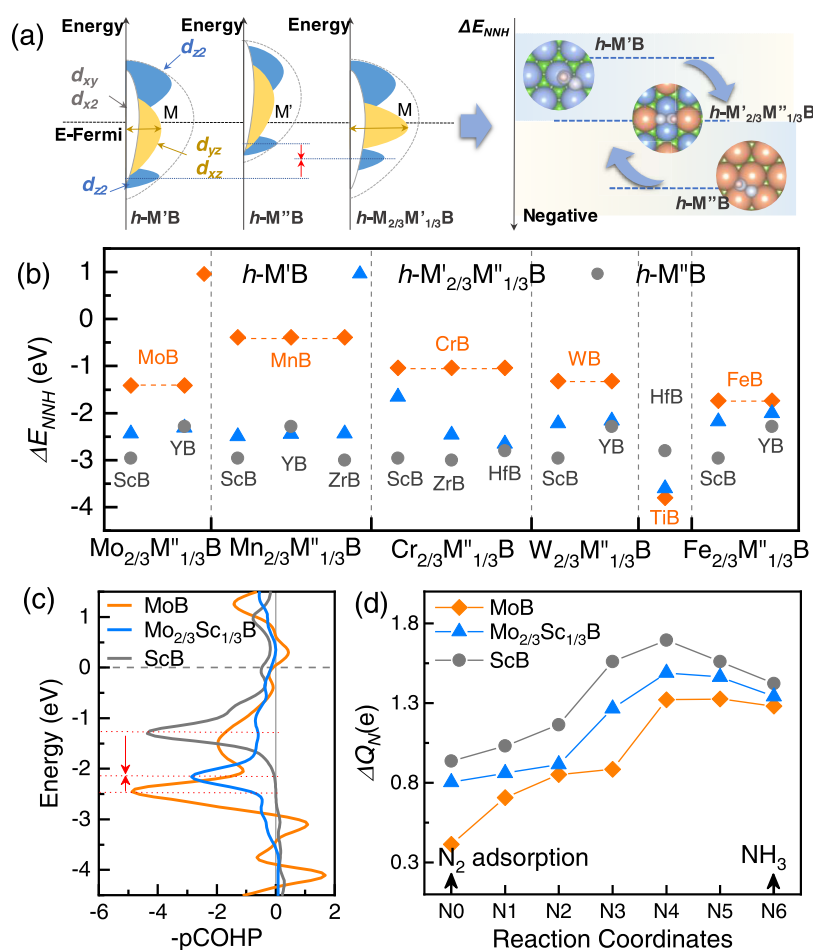 (a)
Energy
Energy
Energy
d_z2
d_xy
d_x2
M
M'
M
E-Fermi
d_yz
d_xz
d_z2
h-M'B
h-M''B
h-M_2/3M'_1/3B
ΔE_NNH
h-M'B
h-M'_2/3M''_1/3B
h-M''B
Negative
(b)
h-M'B
h-M'_2/3M''_1/3B
h-M''B
1
0
-1
-2
-3
-4
ΔE_NNH (eV)
MoB
MnB
CrB
WB
HfB
FeB
ScB
YB
ScB
YB
ZrB
ScB
ZrB
HfB
ScB
YB
TiB
ScB
YB
Mo_2/3M''_1/3B
Mn_2/3M''_1/3B
Cr_2/3M''_1/3B
W_2/3M''_1/3B
Fe_2/3M''_1/3B
(c)
MoB
Mo_2/3Sc_1/3B
ScB
1
0
-1
-2
-3
-4
Energy (eV)
-6
-4
-2
0
2
-pCOHP
(d)
MoB
Mo_2/3Sc_1/3B
ScB
1.8
1.3
0.8
0.3
ΔQ_N(e)
N_2 adsorption
NH_3
N0
N1
N2
N3
N4
N5
N6
Reaction Coordinates